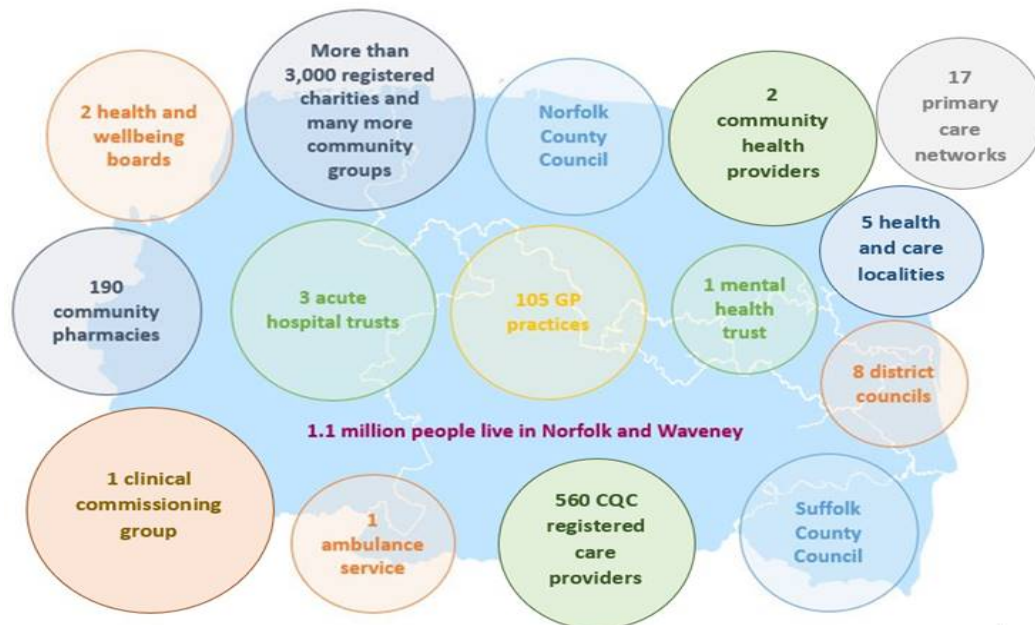 2 health and
wellbeing
boards
More than
3,000 registered
charities and
many more
community
groups
Norfolk
County
Council
2
community
health
providers
17
primary
care
networks
190
community
pharmacies
3 acute
hospital trusts
105 GP
practices
1 mental
health
trust
5 health
and care
localities
8 district
councils
1.1 million people live in Norfolk and Waveney
1 clinical
commissioning
group
1
ambulance
service
560 CQC
registered
care
providers
Suffolk
County
Council